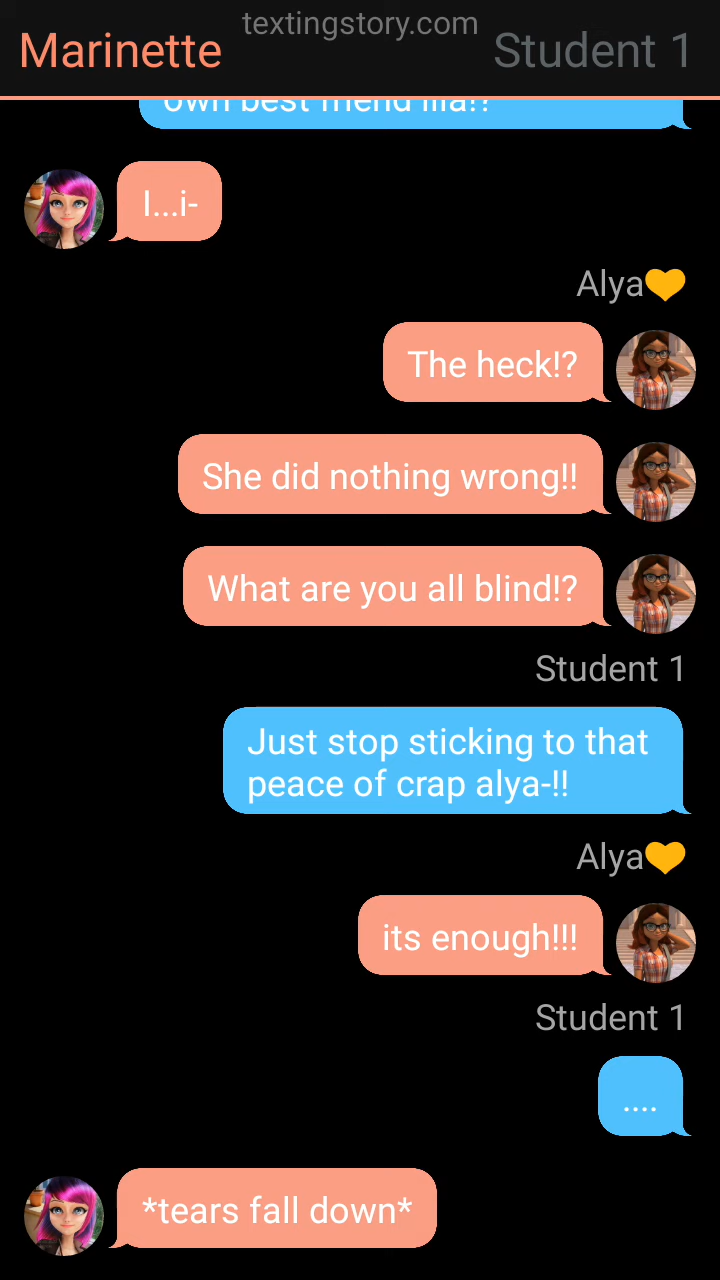 textingstory.com
Marinette
Student 1
own best friend lila!!
I...i-
Alya🧡
The heck!?
She did nothing wrong!!
What are you all blind!?
Student 1
Just stop sticking to that
peace of crap alya-!!
Alya🧡
its enough!!!
Student 1
....
*tears fall down*